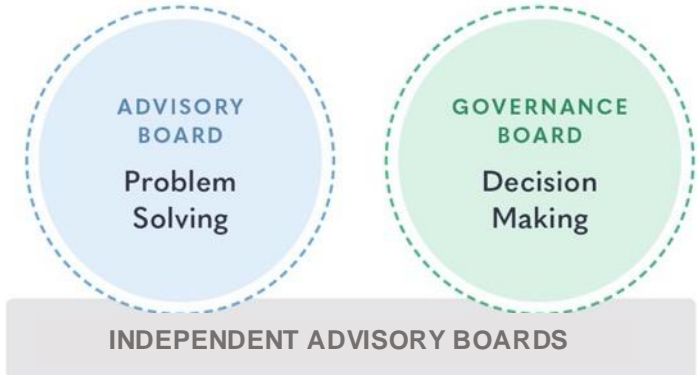 ADVISORY
BOARD
Problem
Solving
GOVERNANCE
BOARD
Decision
Making
INDEPENDENT ADVISORY BOARDS